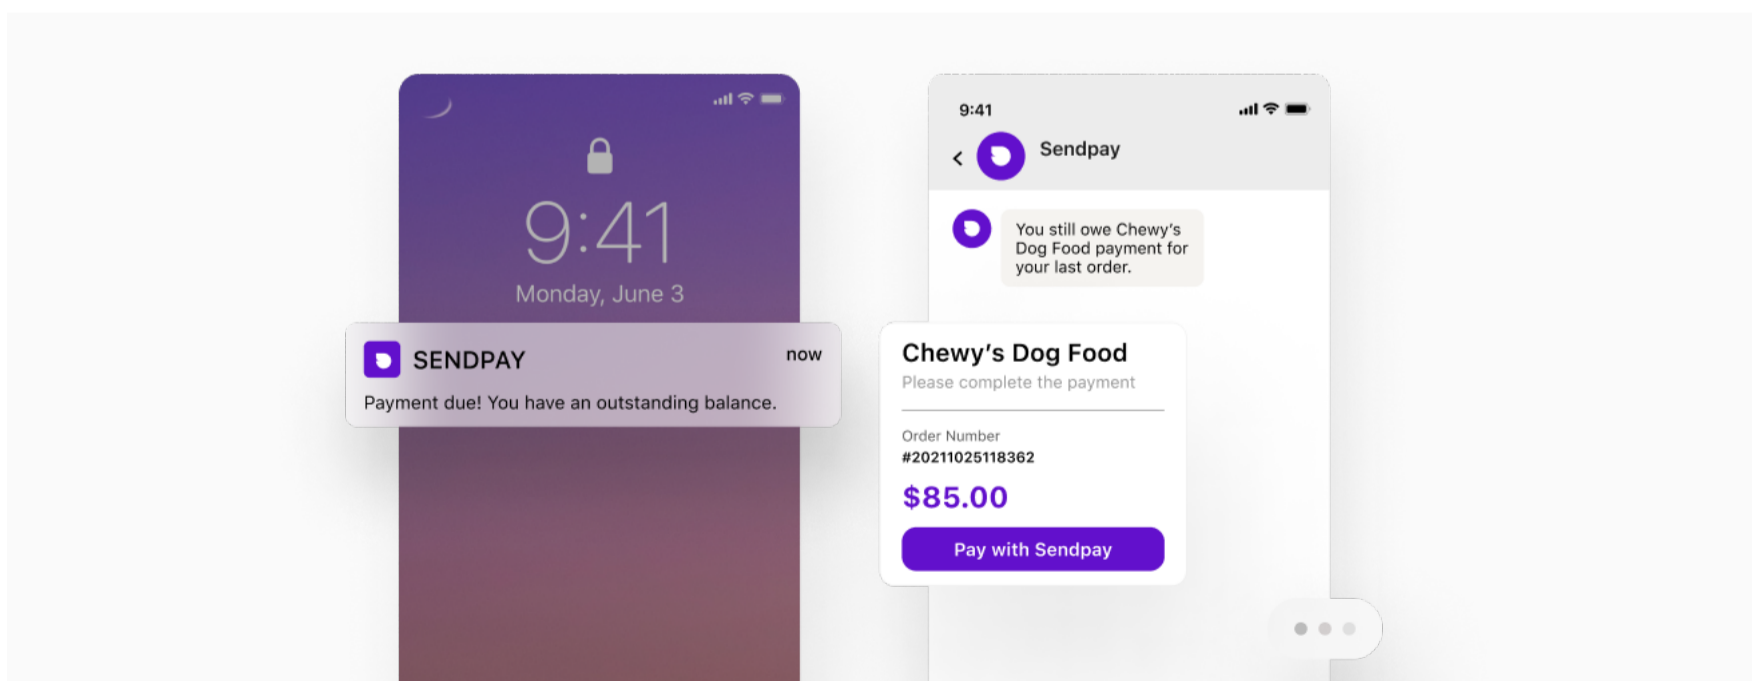 9:41
Monday, June 3
SENDPAY
now
Payment due! You have an outstanding balance.
9:41
Sendpay
You still owe Chewy’s
Dog Food payment for
your last order.
Chewy’s Dog Food
Please complete the payment
Order Number
#20211025118362
$85.00
Pay with Sendpay